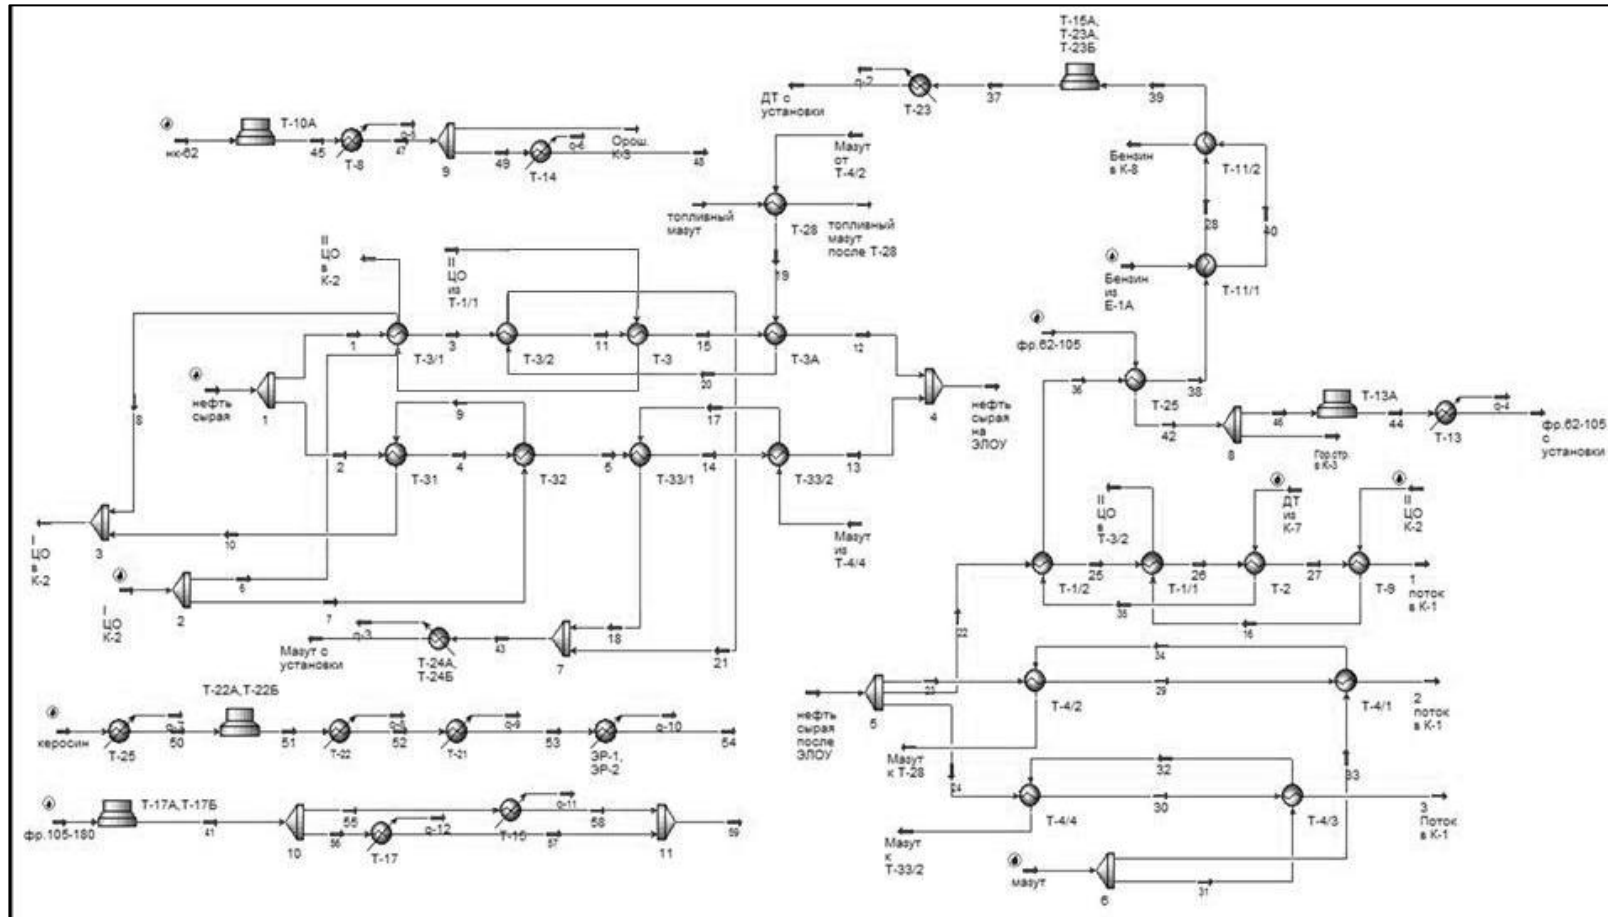 Т-15А,
Т-23А,
Т-23Б
q-2
ДТ с
установки
Т-23
37
39
Т-10А
нк-62
45
Т-8
47
9
49
q-6
Т-14
Орош.
К-3
48
Мазут
от
Т-4/2
Бензин
в К-8
Т-11/2
топливный
мазут
Т-28
топливный
мазут
после Т-28
28
40
II
ЦО
в
К-2
II
ЦО
из
Т-1/1
19
Бензин
из
Е-1А
Т-11/1
фр.62-105
1
3
11
15
12
Т-3/1
Т-3/2
Т-3
Т-3А
20
36
38
Т-25
нефть
сырая
1
8
9
17
4
нефть
сырая
на
ЭЛОУ
42
8
46
Т-13А
44
q-4
Т-13
фр.62-105
с
установки
Гор.стр.
в К-3
2
4
5
14
13
Т-31
Т-32
Т-33/1
Т-33/2
I
ЦО
в
К-2
3
10
Мазут
из
Т-4/4
II
ЦО
в
Т-3/2
ДТ
из
К-7
II
ЦО
К-2
25
26
27
Т-1/2
Т-1/1
Т-2
Т-9
1
поток
в К-1
35
16
I
ЦО
К-2
2
6
7
22
q-3
Мазут с
установки
Т-24А,
Т-24Б
43
7
18
21
34
нефть
сырая
после
ЭЛОУ
5
23
Т-4/2
29
Т-4/1
2
поток
в К-1
Т-22А,Т-22Б
керосин
Т-25
50
51
Т-22
52
Т-21
q-9
53
ЭР-1,
ЭР-2
q-10
54
Мазут
к Т-28
32
33
24
Т-4/4
30
Т-4/3
3
Поток
в К-1
Т-17А,Т-17Б
фр.105-180
41
10
55
56
Т-17
q-12
q-11
57
58
11
59
Мазут
к
Т-33/2
мазут
6
31